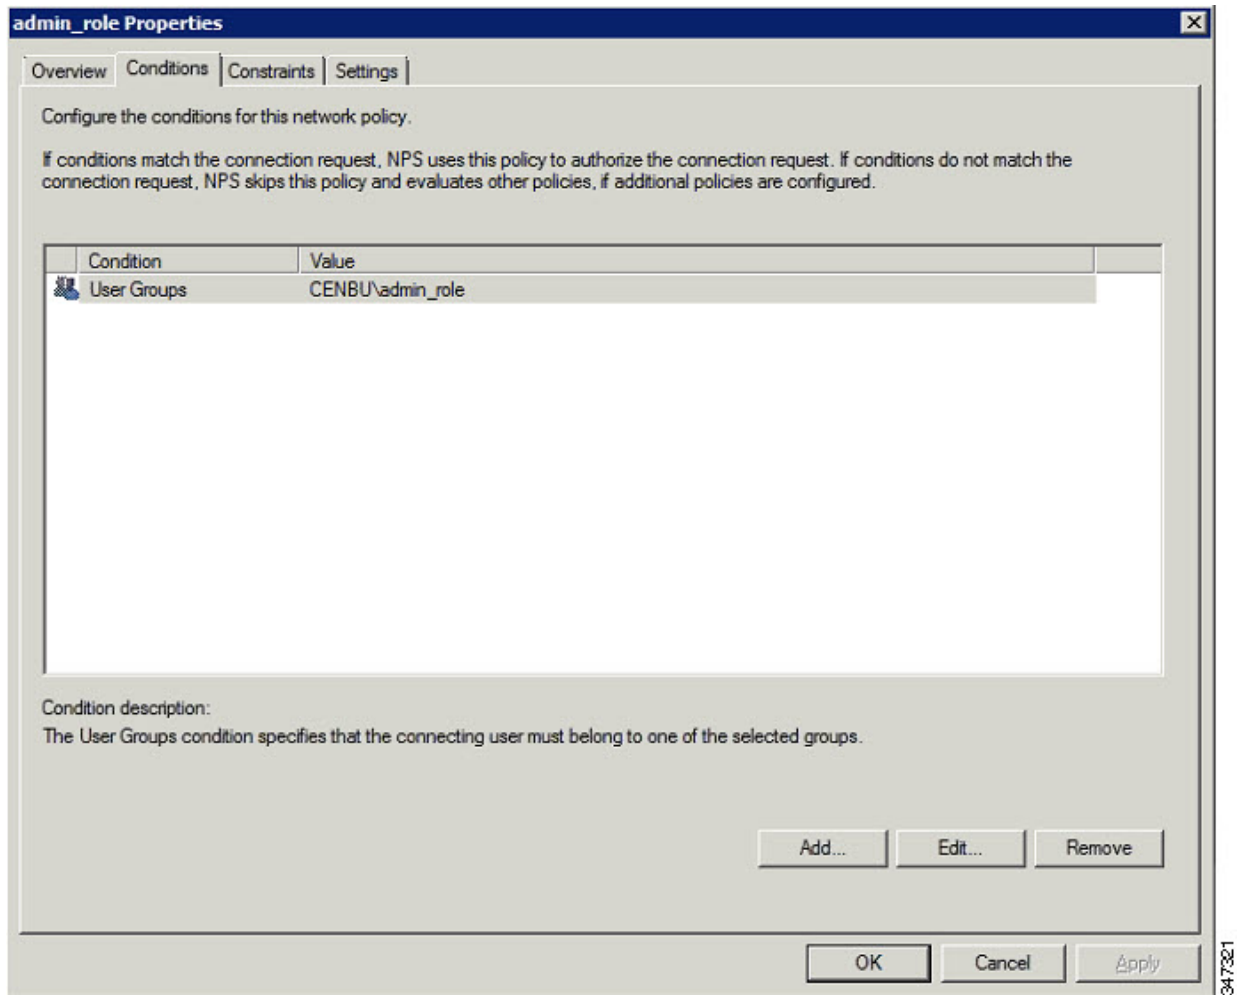 admin_role Properties
Overview Conditions Constraints Settings
Configure the conditions for this network policy.
If conditions match the connection request, NPS uses this policy to authorize the connection request. If conditions do not match the
connection request, NPS skips this policy and evaluates other policies, if additional policies are configured.
Condition Value
User Groups CENBU\admin_role
Condition description:
The User Groups condition specifies that the connecting user must belong to one of the selected groups.
Add... Edit... Remove
OK Cancel Apply
347321